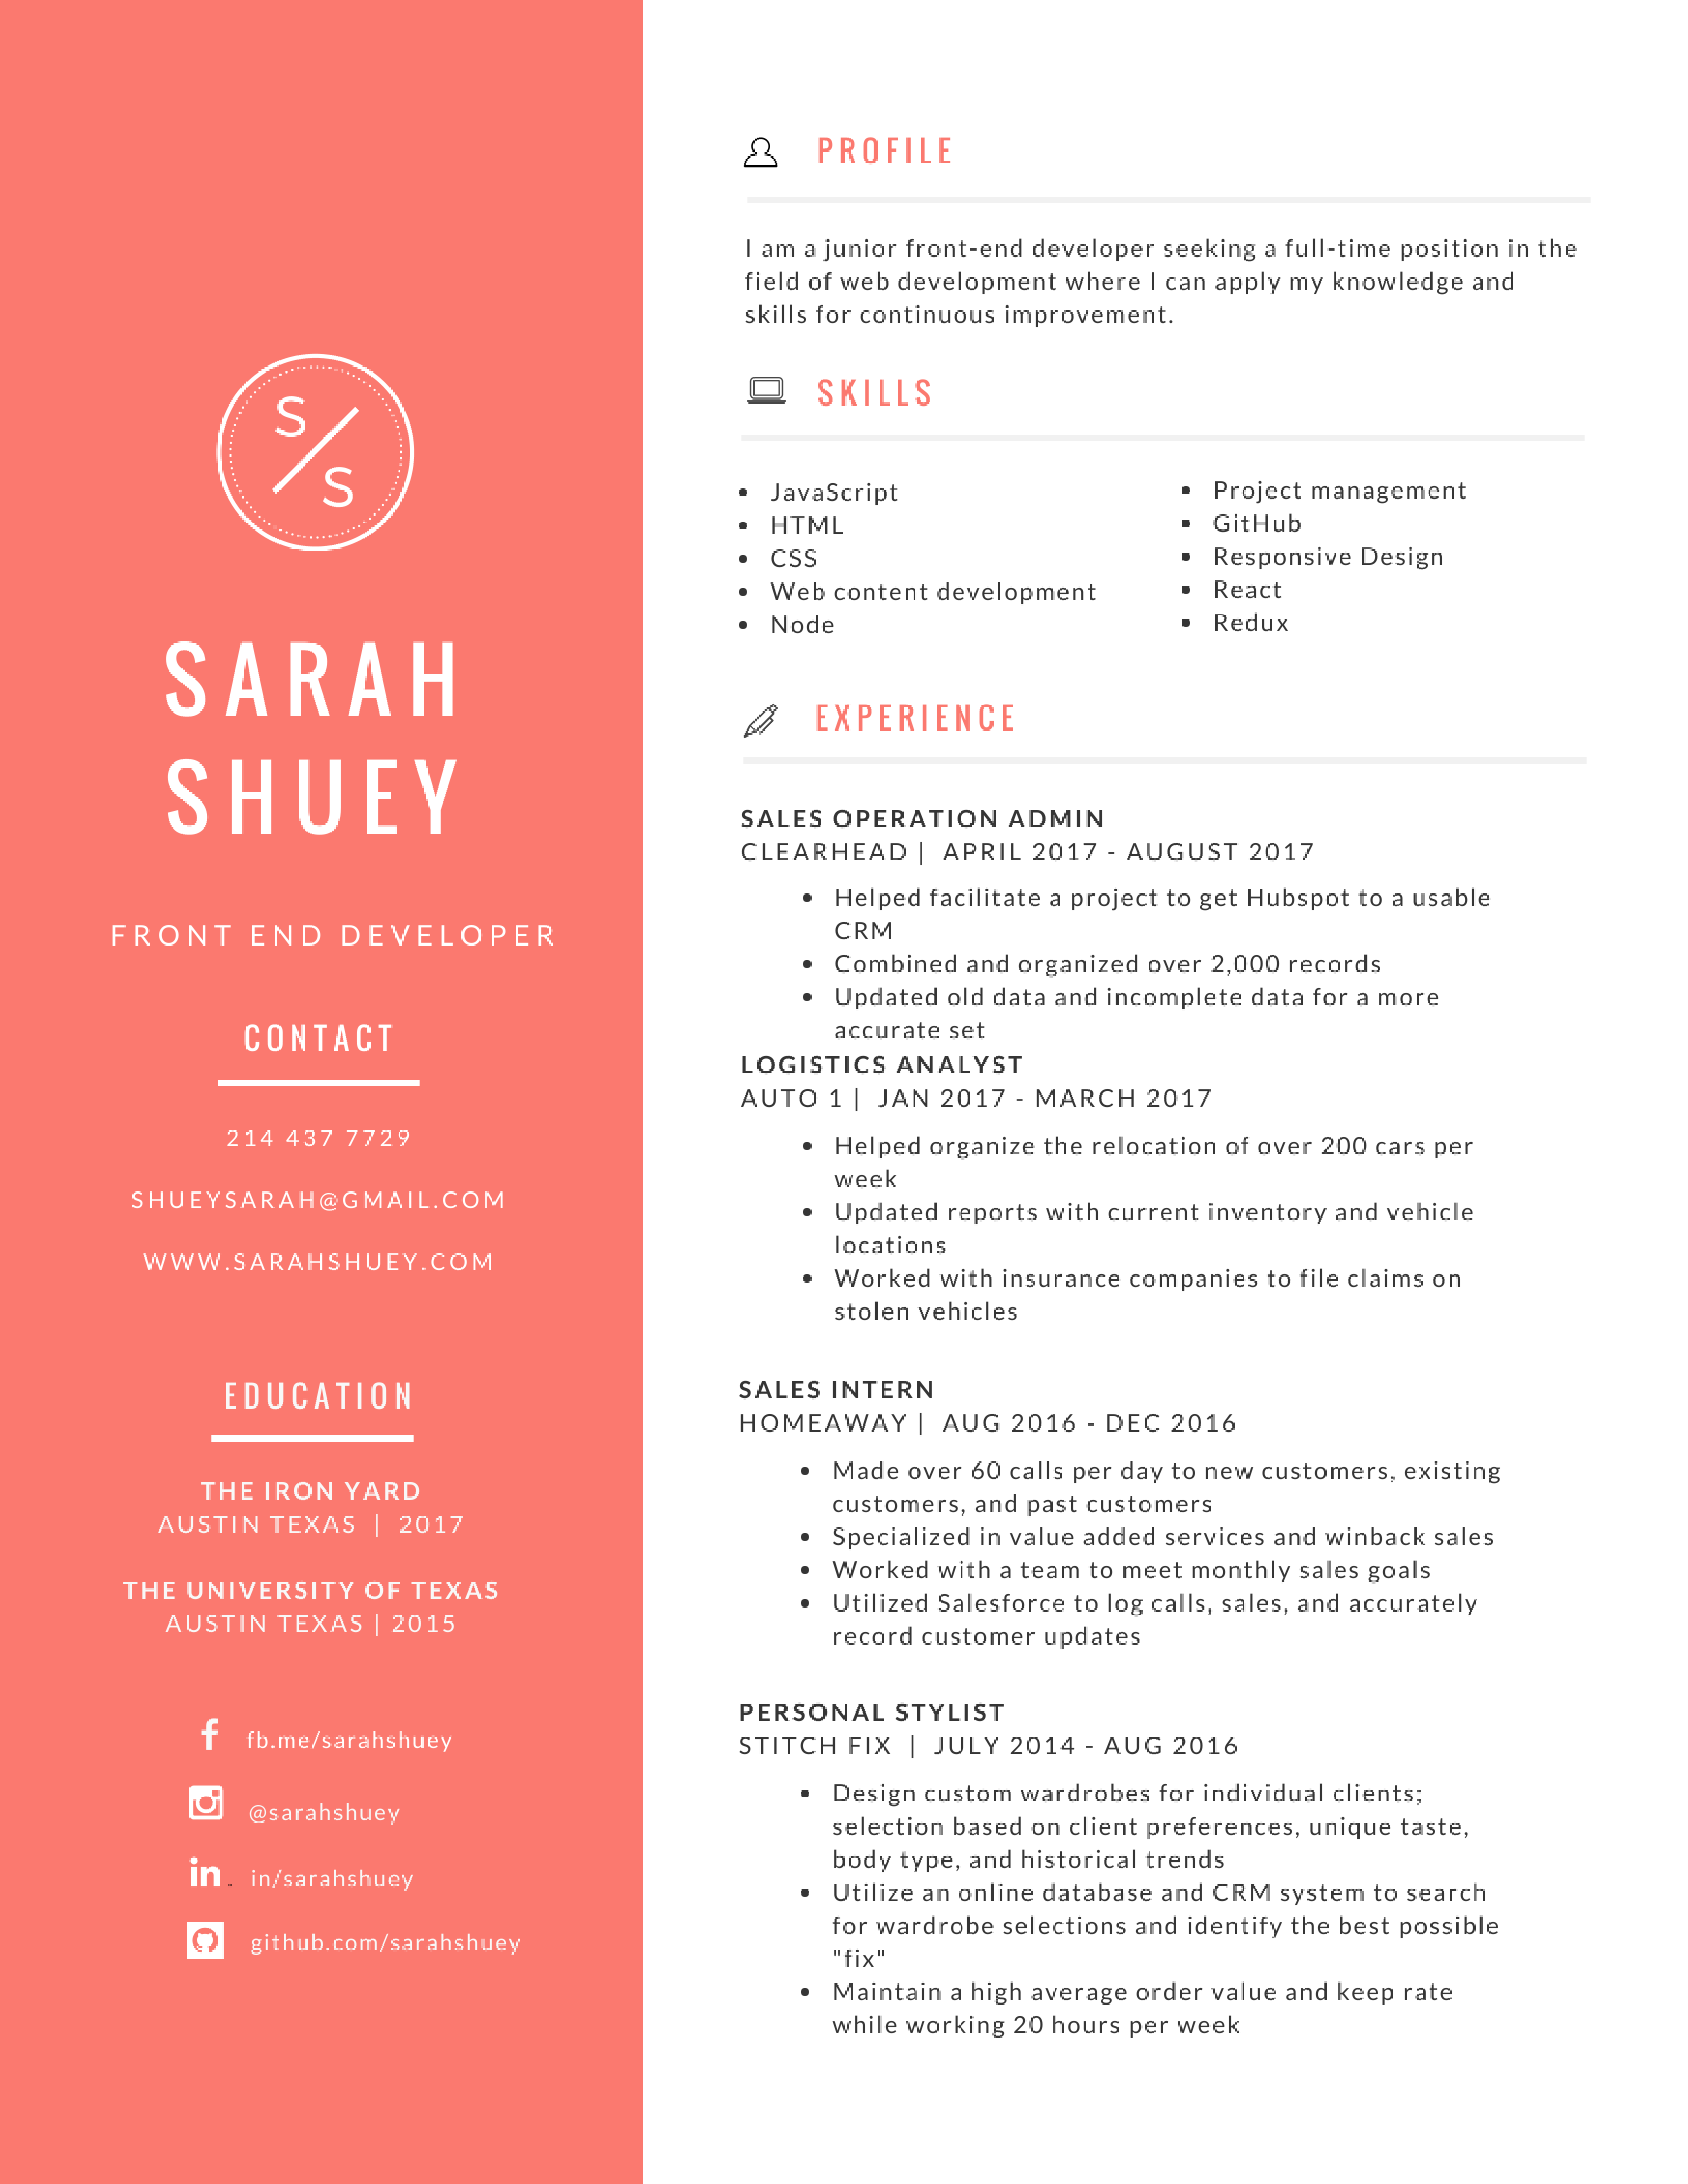 S
S
SARAH
SHUEY
FRONT END DEVELOPER
CONTACT
214 437 7729
SHUEYSARAH@GMAIL.COM
WWW.SARAHSHUEY.COM
EDUCATION
THE IRON YARD
AUSTIN TEXAS | 2017
THE UNIVERSITY OF TEXAS
AUSTIN TEXAS | 2015
f fb.me/sarahshuey
@sarahshuey
in in/sarahshuey
github.com/sarahshuey
PROFILE
I am a junior front-end developer seeking a full-time position in the
field of web development where I can apply my knowledge and
skills for continuous improvement.
SKILLS
• JavaScript
• HTML
• CSS
• Web content development
• Node
• Project management
• GitHub
• Responsive Design
• React
• Redux
EXPERIENCE
SALES OPERATION ADMIN
CLEARHEAD | APRIL 2017 - AUGUST 2017
• Helped facilitate a project to get Hubspot to a usable
CRM
• Combined and organized over 2,000 records
• Updated old data and incomplete data for a more
accurate set
LOGISTICS ANALYST
AUTO 1 | JAN 2017 - MARCH 2017
• Helped organize the relocation of over 200 cars per
week
• Updated reports with current inventory and vehicle
locations
• Worked with insurance companies to file claims on
stolen vehicles
SALES INTERN
HOMEAWAY | AUG 2016 - DEC 2016
• Made over 60 calls per day to new customers, existing
customers, and past customers
• Specialized in value added services and winback sales
• Worked with a team to meet monthly sales goals
• Utilized Salesforce to log calls, sales, and accurately
record customer updates
PERSONAL STYLIST
STITCH FIX | JULY 2014 - AUG 2016
• Design custom wardrobes for individual clients;
selection based on client preferences, unique taste,
body type, and historical trends
• Utilize an online database and CRM system to search
for wardrobe selections and identify the best possible
"fix"
• Maintain a high average order value and keep rate
while working 20 hours per week